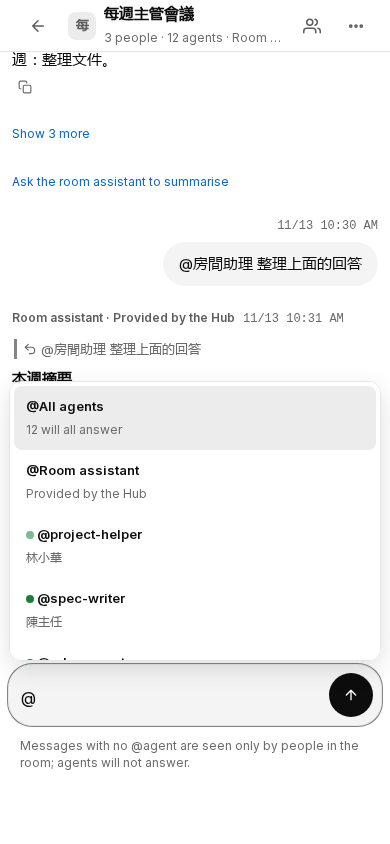 每
每週主管會議
3 people · 12 agents · Room …
週：整理文件。
Show 3 more
Ask the room assistant to summarise
11/13 10:30 AM
@房間助理 整理上面的回答
Room assistant · Provided by the Hub 11/13 10:31 AM
@房間助理 整理上面的回答
本週摘要
@All agents
12 will all answer
@Room assistant
Provided by the Hub
@project-helper
林小華
@spec-writer
陳主任
@
Messages with no @agent are seen only by people in the
room; agents will not answer.